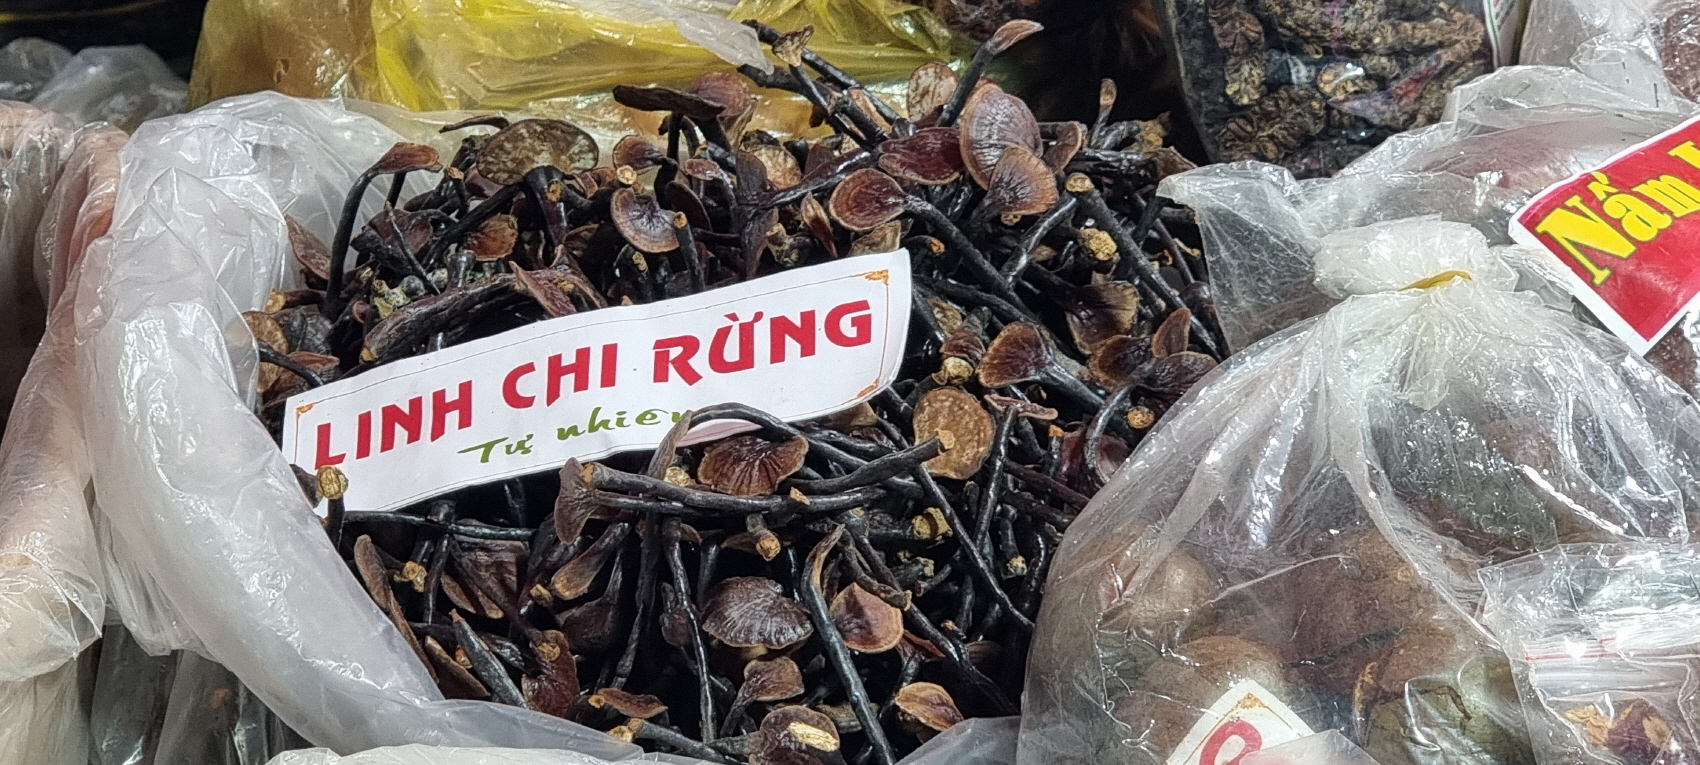 LINH CHI RỪNG
Tự nhiên
Nấm